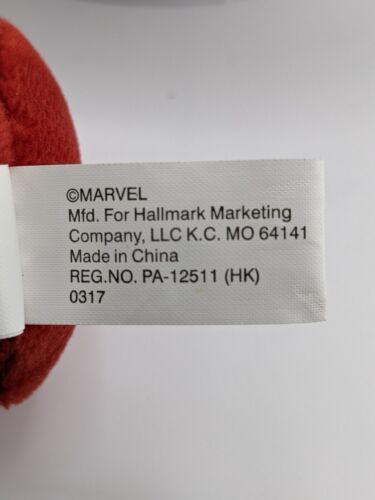 ©MARVEL
Mfd. For Hallmark Marketing
Company, LLC K.C. MO 64141
Made in China
REG.NO. PA-12511 (HK)
0317